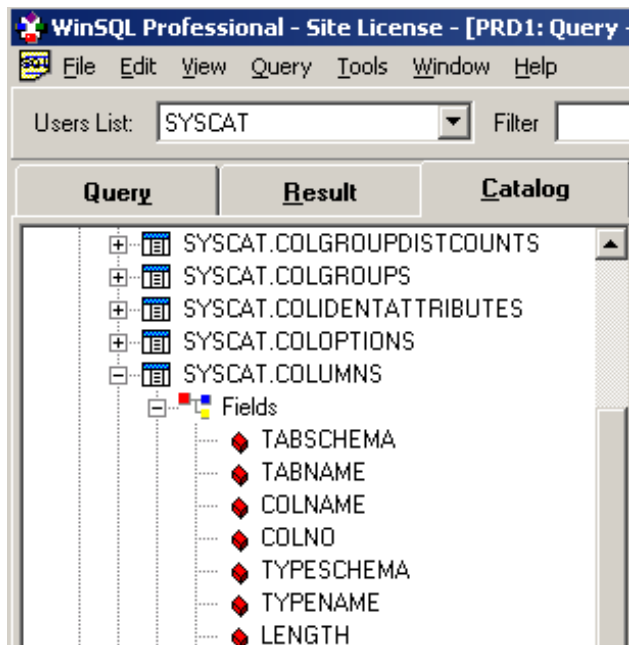 WinSQL Professional - Site License - [PRD1: Query -
SQL File Edit View Query Tools Window Help
Users List: SYSCAT Filter
Query Result Catalog
SYSCAT.COLGROUPDISTCOUNTS
SYSCAT.COLGROUPS
SYSCAT.COLIDENTATTRIBUTES
SYSCAT.COLOPTIONS
SYSCAT.COLUMNS
Fields
TABSCHEMA
TABNAME
COLNAME
COLNO
TYPESCHEMA
TYPENAME
LENGTH